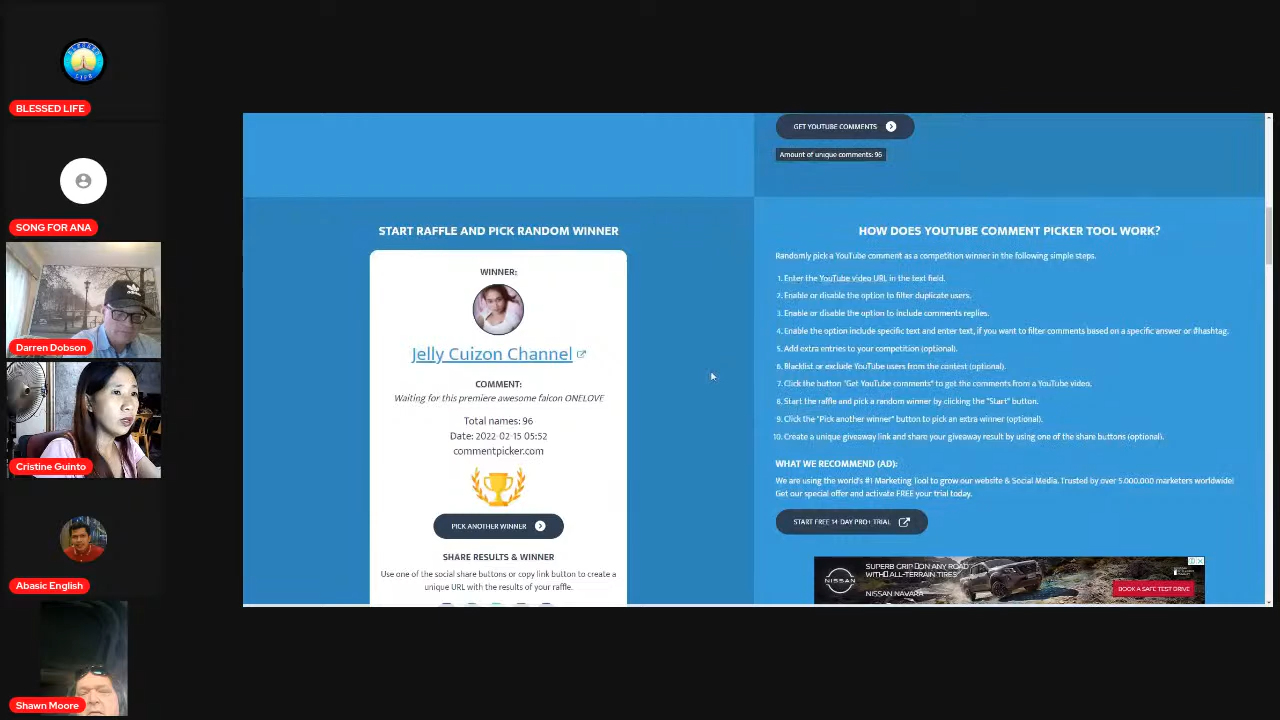 BLESSED LIFE
SONG FOR ANA
Darren Dobson
Cristine Guinto
Abasic English
Shawn Moore
GET YOUTUBE COMMENTS
Amount of unique comments: 96
START RAFFLE AND PICK RANDOM WINNER
WINNER:
Jelly Cuizon Channel
COMMENT:
Waiting for this premiere awesome falcon ONELOVE
Total names: 96
Date: 2022-02-15 05:52
commentpicker.com
PICK ANOTHER WINNER
SHARE RESULTS & WINNER
Use one of the social share buttons or copy link button to create a
unique URL with the results of your raffle.
HOW DOES YOUTUBE COMMENT PICKER TOOL WORK?
Randomly pick a YouTube comment as a competition winner in the following simple steps.
1. Enter the YouTube video URL in the text field.
2. Enable or disable the option to filter duplicate users.
3. Enable or disable the option to include comments replies.
4. Enable the option include specific text and enter text, if you want to filter comments based on a specific answer or #hashtag.
5. Add extra entries to your competition (optional).
6. Blacklist or exclude YouTube users from the contest (optional).
7. Click the button "Get YouTube comments" to get the comments from a YouTube video.
8. Start the raffle and pick a random winner by clicking the "Start" button.
9. Click the "Pick another winner" button to pick an extra winner (optional).
10. Create a unique giveaway link and share your giveaway result by using one of the share buttons (optional).
WHAT WE RECOMMEND (AD):
We are using the world's #1 Marketing Tool to grow our website & Social Media. Trusted by over 5.000.000 marketers worldwide!
Get our special offer and activate FREE your trial today.
START FREE 14 DAY PRO+ TRIAL
NISSAN
SUPERB GRIP ON ANY ROAD
WITH ALL-TERRAIN TIRES
NISSAN NAVARA
BOOK A SAFE TEST DRIVE